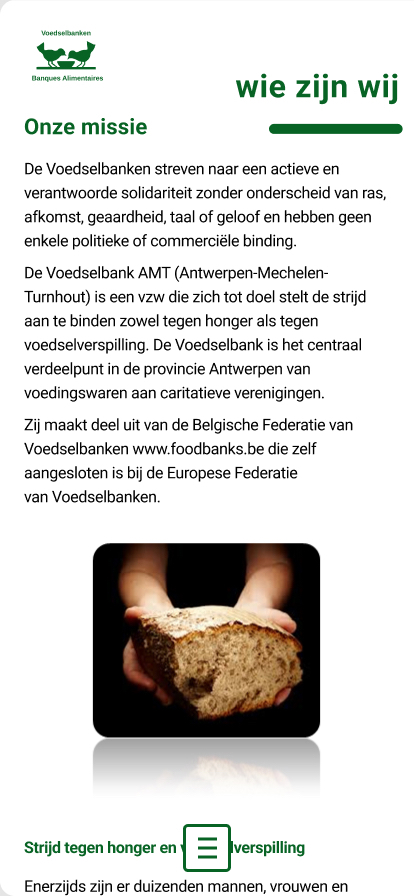 Voedselbanken
Banques Alimentaires
wie zijn wij
Onze missie
De Voedselbanken streven naar een actieve en
verantwoorde solidariteit zonder onderscheid van ras,
afkomst, geaardheid, taal of geloof en hebben geen
enkele politieke of commerciële binding.
De Voedselbank AMT (Antwerpen-Mechelen-
Turnhout) is een vzw die zich tot doel stelt de strijd
aan te binden zowel tegen honger als tegen
voedselverspilling. De Voedselbank is het centraal
verdeelpunt in de provincie Antwerpen van
voedingswaren aan caritatieve verenigingen.
Zij maakt deel uit van de Belgische Federatie van
Voedselbanken www.foodbanks.be die zelf
aangesloten is bij de Europese Federatie
van Voedselbanken.
Strijd tegen honger en lverspilling
Enerzijds zijn er duizenden mannen, vrouwen en